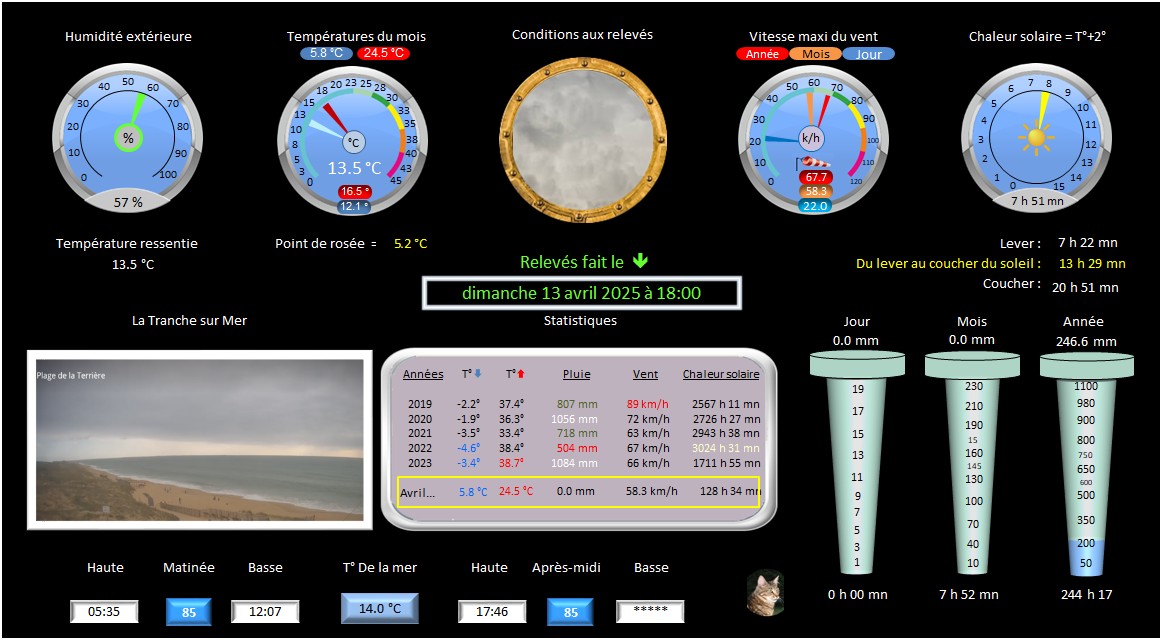 Humidité extérieure
Températures du mois
5.8 °C 24.5 °C
Conditions aux relevés
Vitesse maxi du vent
Année Mois Jour
Chaleur solaire = T°+2°
0 10 20 30 40 50 60 70 80 90 100
%
57 %
0 3 5 8 10 13 15 18 20 23 25 28 30 33 35 38 40 43 45
°C
13.5 °C
16.5 °
12.1 °
0 10 20 30 40 50 60 70 80 90 100 110 120
k/h
67.7
58.3
22.0
0 1 2 3 4 5 6 7 8 9 10 11 12 13 14 15
7 h 51 mn
Température ressentie
13.5 °C
Point de rosée = 5.2 °C
Relevés fait le
dimanche 13 avril 2025 à 18:00
Lever : 7 h 22 mn
Du lever au coucher du soleil : 13 h 29 mn
Coucher : 20 h 51 mn
La Tranche sur Mer
Plage de la Terrière
Statistiques
Années T° T° Pluie Vent Chaleur solaire
2019 -2.2° 37.4° 807 mm 89 km/h 2567 h 11 mn
2020 -1.9° 36.3° 1056 mm 72 km/h 2726 h 27 mn
2021 -3.5° 33.4° 718 mm 63 km/h 2943 h 38 mn
2022 -4.6° 38.4° 504 mm 67 km/h 3024 h 31 mn
2023 -3.4° 38.7° 1084 mm 66 km/h 1711 h 55 mn
Avril... 5.8 °C 24.5 °C 0.0 mm 58.3 km/h 128 h 34 mn
Jour
0.0 mm
19
17
15
13
11
9
7
5
3
1
0 h 00 mn
Mois
0.0 mm
230
210
190
15
160
145
130
100
70
40
10
7 h 52 mn
Année
246.6 mm
1100
980
900
800
750
650
600
500
350
200
50
244 h 17
Haute Matinée Basse
05:35 85 12:07
T° De la mer
14.0 °C
Haute Après-midi Basse
17:46 85 *****